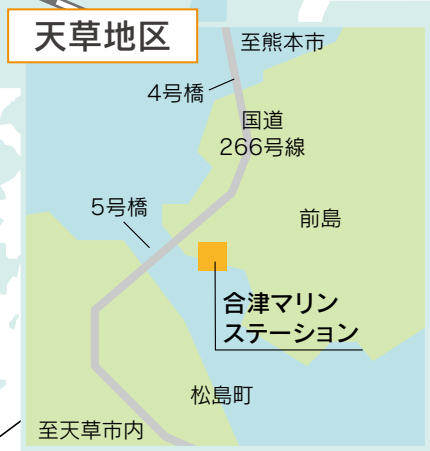 天草地区
至熊本市
4号橋
国道
266号線
5号橋
前島
合津マリン
ステーション
松島町
至天草市内